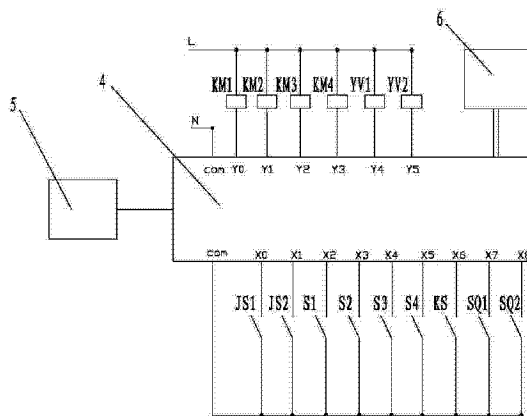 6
L
KM1 KM2 KM3 KM4 YV1 YV2
4
5
N
com Y0 Y1 Y2 Y3 Y4 Y5
com X0 X1 X2 X3 X4 X5 X6 X7 X8
JS1 JS2 S1 S2 S3 S4 KS SQ1 SQ2